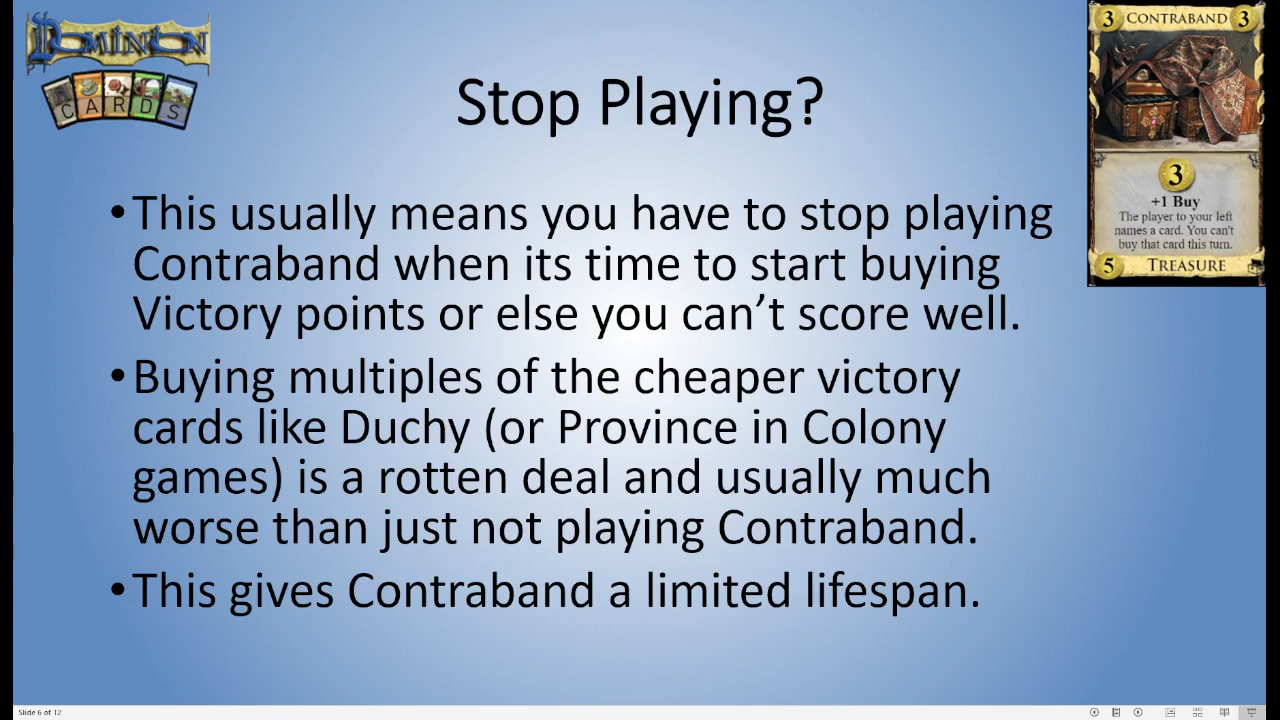 DOMINION
CARDS
3 CONTRABAND 3
Stop Playing?
3
+1 Buy
The player to your left
names a card. You can't
buy that card this turn.
5 TREASURE
•This usually means you have to stop playing
Contraband when its time to start buying
Victory points or else you can’t score well.
•Buying multiples of the cheaper victory
cards like Duchy (or Province in Colony
games) is a rotten deal and usually much
worse than just not playing Contraband.
•This gives Contraband a limited lifespan.
Slide 6 of 12